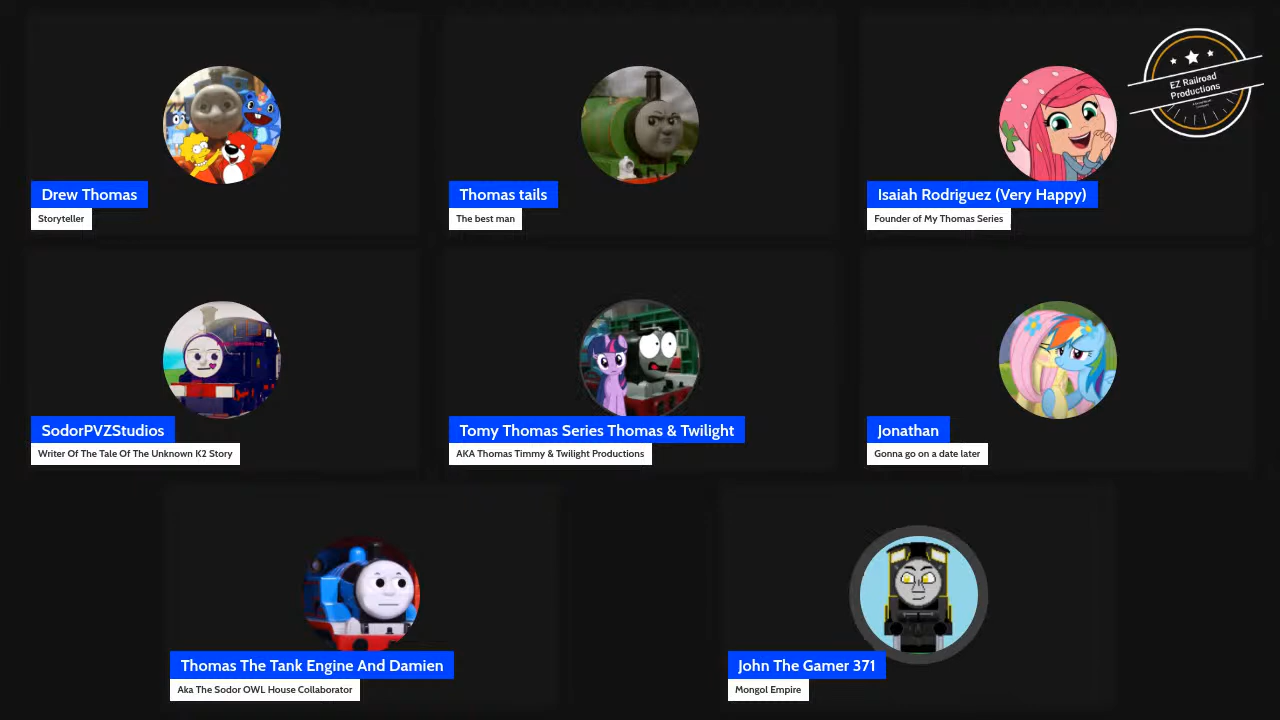 EZ Railroad
Productions
Drew Thomas
Storyteller
Thomas tails
The best man
Isaiah Rodriguez (Very Happy)
Founder of My Thomas Series
SodorPVZStudios
Writer Of The Tale Of The Unknown K2 Story
Tomy Thomas Series Thomas & Twilight
AKA Thomas Timmy & Twilight Productions
Jonathan
Gonna go on a date later
Thomas The Tank Engine And Damien
Aka The Sodor OWL House Collaborator
John The Gamer 371
Mongol Empire